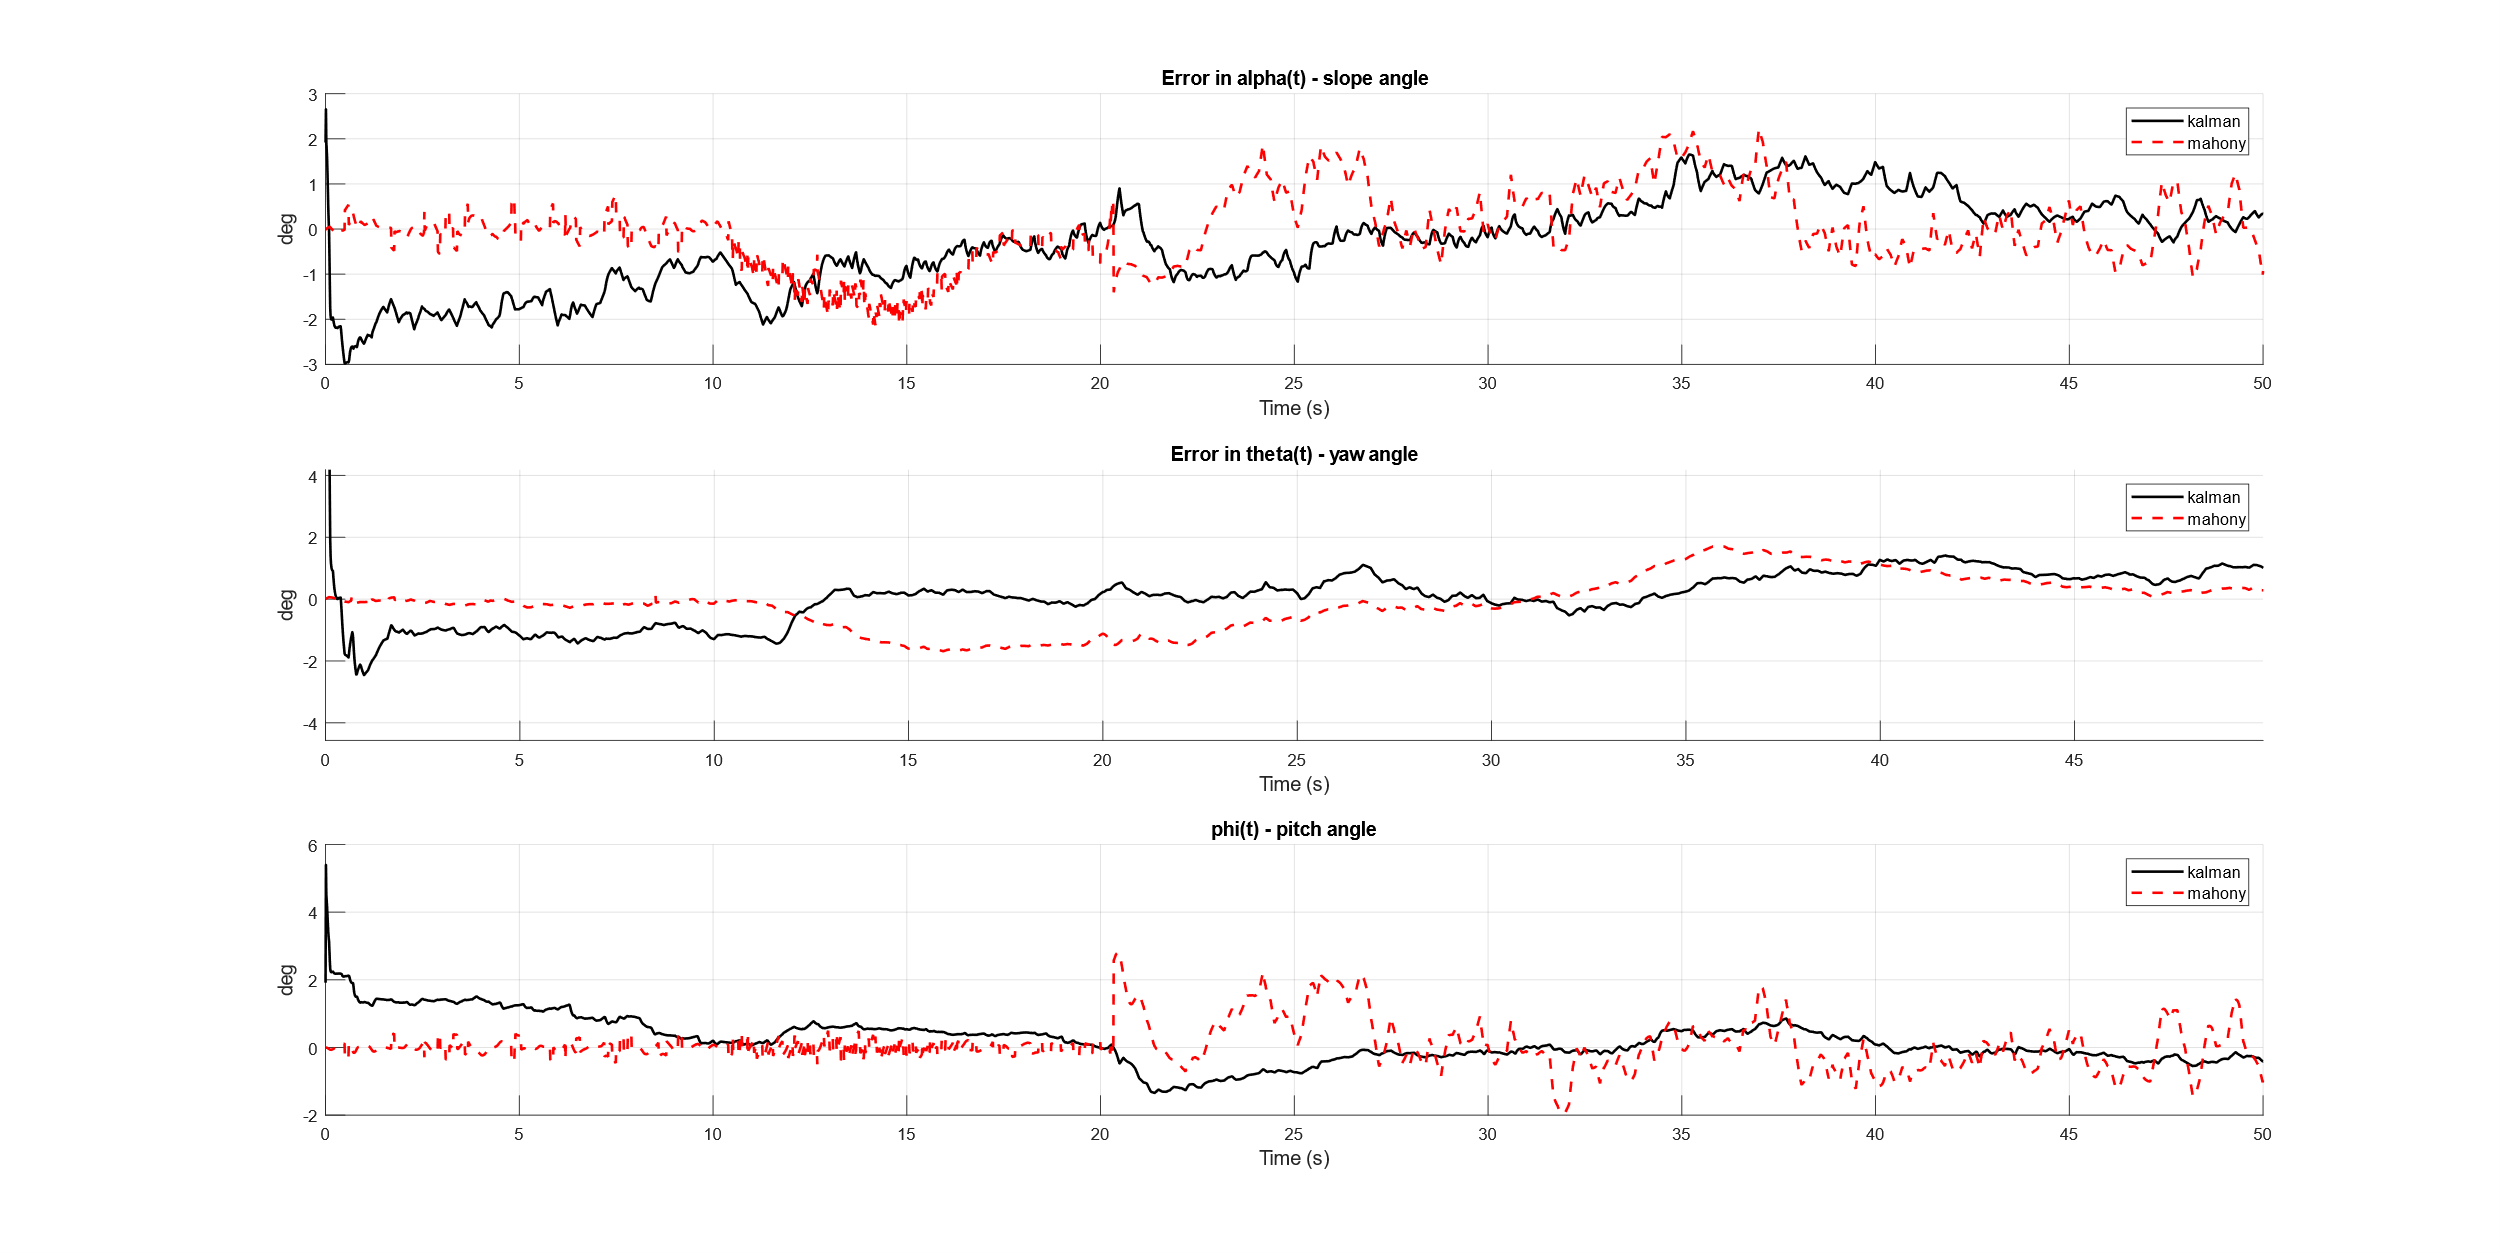 Error in alpha(t) - slope angle
3
2
1
0
-1
-2
-3
deg
kalman
mahony
0 5 10 15 20 25 30 35 40 45 50
Time (s)
Error in theta(t) - yaw angle
4
2
0
-2
-4
deg
kalman
mahony
0 5 10 15 20 25 30 35 40 45
Time (s)
phi(t) - pitch angle
6
4
2
0
-2
deg
kalman
mahony
0 5 10 15 20 25 30 35 40 45 50
Time (s)